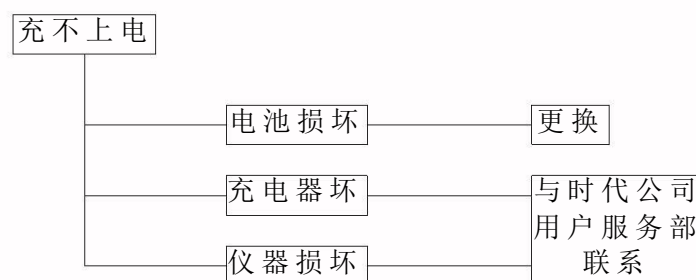 充不上电
电池损坏
更换
充电器坏
与时代公司
用户服务部
联系
仪器损坏